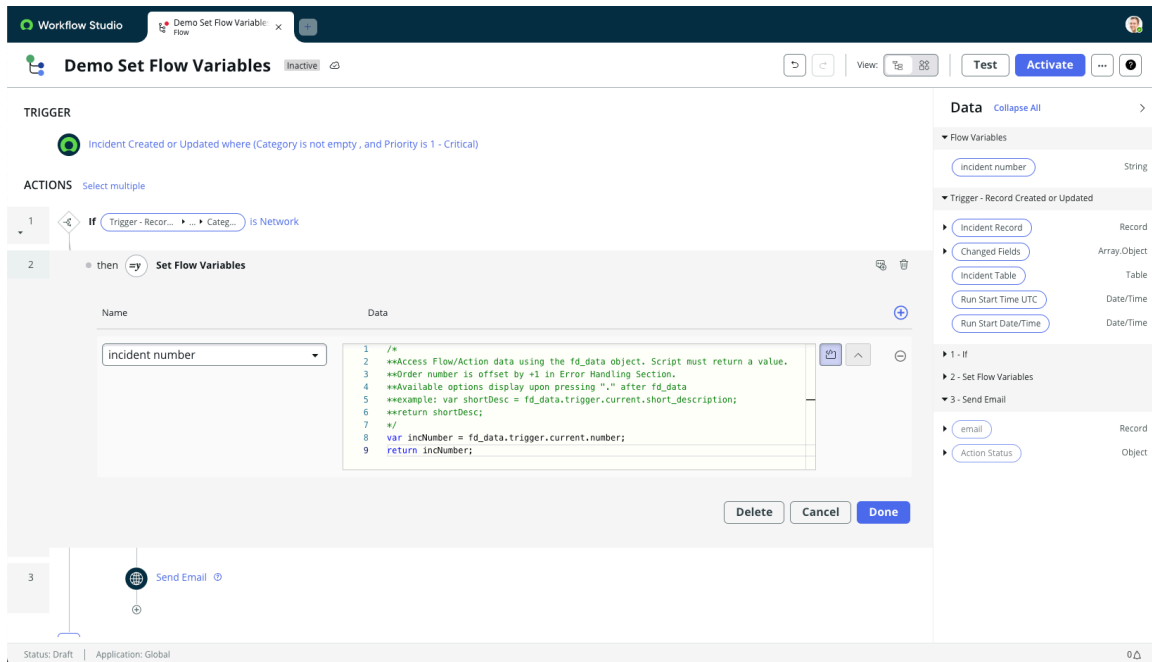 Workflow Studio
Demo Set Flow Variable
Flow
Demo Set Flow Variables Inactive
View:
Test
Activate
TRIGGER
Incident Created or Updated where (Category is not empty , and Priority is 1 - Critical)
ACTIONS Select multiple
1 If Trigger - Recor... ... Categ... is Network
2 then =y Set Flow Variables
Name Data
incident number
1 /*
2 **Access Flow/Action data using the fd_data object. Script must return a value.
3 **Order number is offset by +1 in Error Handling Section.
4 **Available options display upon pressing "." after fd_data
5 **example: var shortDesc = fd_data.trigger.current.short_description;
6 **return shortDesc;
7 */
8 var incNumber = fd_data.trigger.current.number;
9 return incNumber;
Delete Cancel Done
3 Send Email
Data Collapse All
Flow Variables
incident number String
Trigger - Record Created or Updated
Incident Record Record
Changed Fields Array.Object
Incident Table Table
Run Start Time UTC Date/Time
Run Start Date/Time Date/Time
1 - If
2 - Set Flow Variables
3 - Send Email
email Record
Action Status Object
Status: Draft Application: Global 0